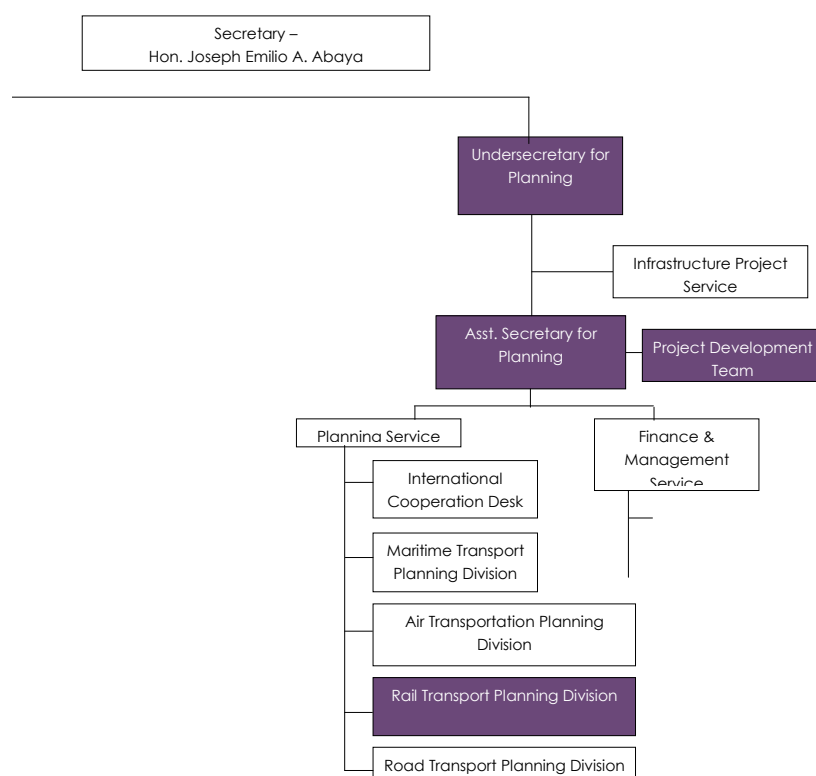 Secretary –
Hon. Joseph Emilio A. Abaya
Undersecretary for
Planning
Infrastructure Project
Service
Asst. Secretary for
Planning
Project Development
Team
Planning Service
Finance &
Management
Service
International
Cooperation Desk
Maritime Transport
Planning Division
Air Transportation Planning
Division
Rail Transport Planning Division
Road Transport Planning Division